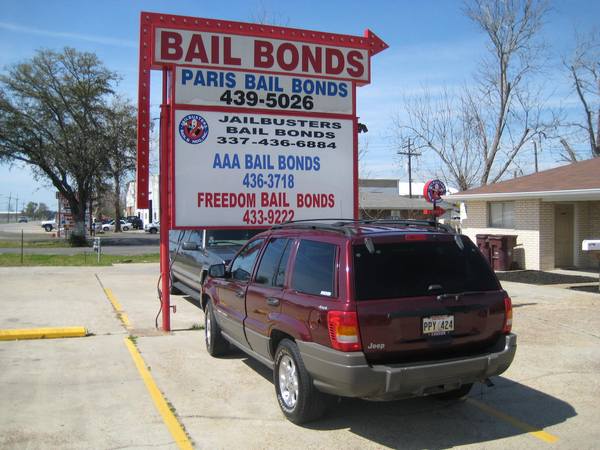 BAIL BONDS
PARIS BAIL BONDS
439-5026
JAILBUSTERS
BAIL BONDS
337-436-6884
AAA BAIL BONDS
436-3718
FREEDOM BAIL BONDS
433-9222
PPY 424
Jeep